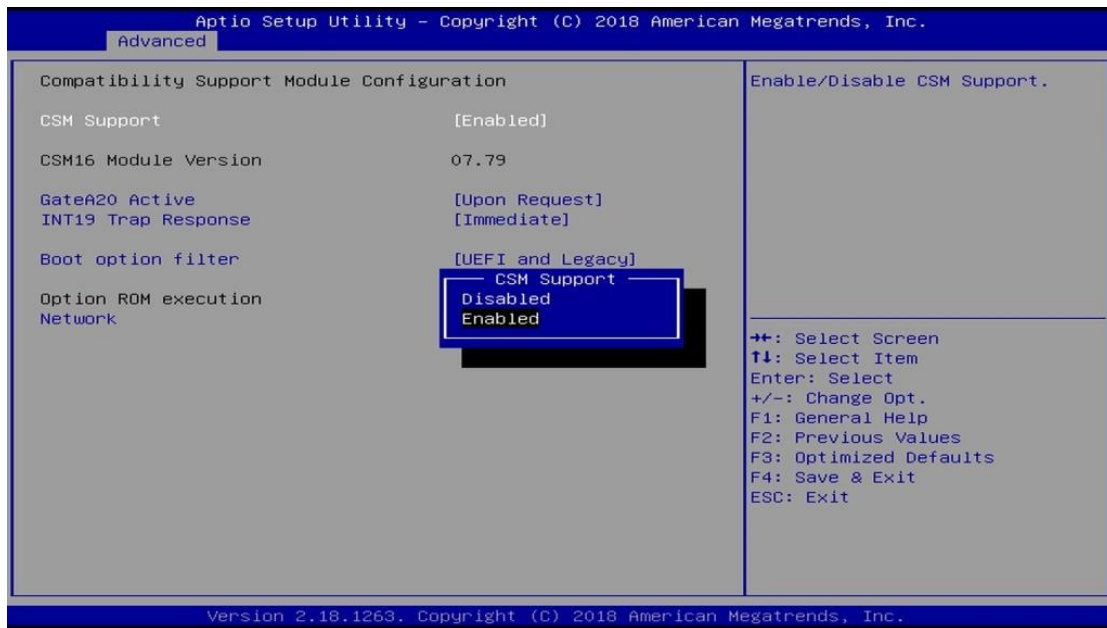 Aptio Setup Utility – Copyright (C) 2018 American Megatrends, Inc.
Advanced
Compatibility Support Module Configuration
CSM Support [Enabled]
CSM16 Module Version 07.79
GateA20 Active [Upon Request]
INT19 Trap Response [Immediate]
Boot option filter [UEFI and Legacy]
Option ROM execution
Network
CSM Support
Disabled
Enabled
Enable/Disable CSM Support.
→←: Select Screen
↑↓: Select Item
Enter: Select
+/-: Change Opt.
F1: General Help
F2: Previous Values
F3: Optimized Defaults
F4: Save & Exit
ESC: Exit
Version 2.18.1263. Copyright (C) 2018 American Megatrends, Inc.